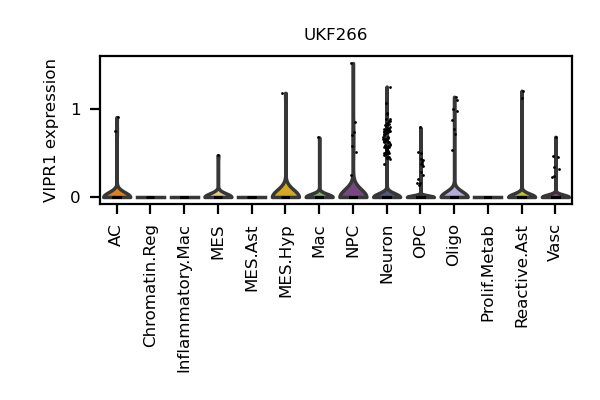 UKF266
VIPR1 expression
1
0
AC
Chromatin.Reg
Inflammatory.Mac
MES
MES.Ast
MES.Hyp
Mac
NPC
Neuron
OPC
Oligo
Prolif.Metab
Reactive.Ast
Vasc